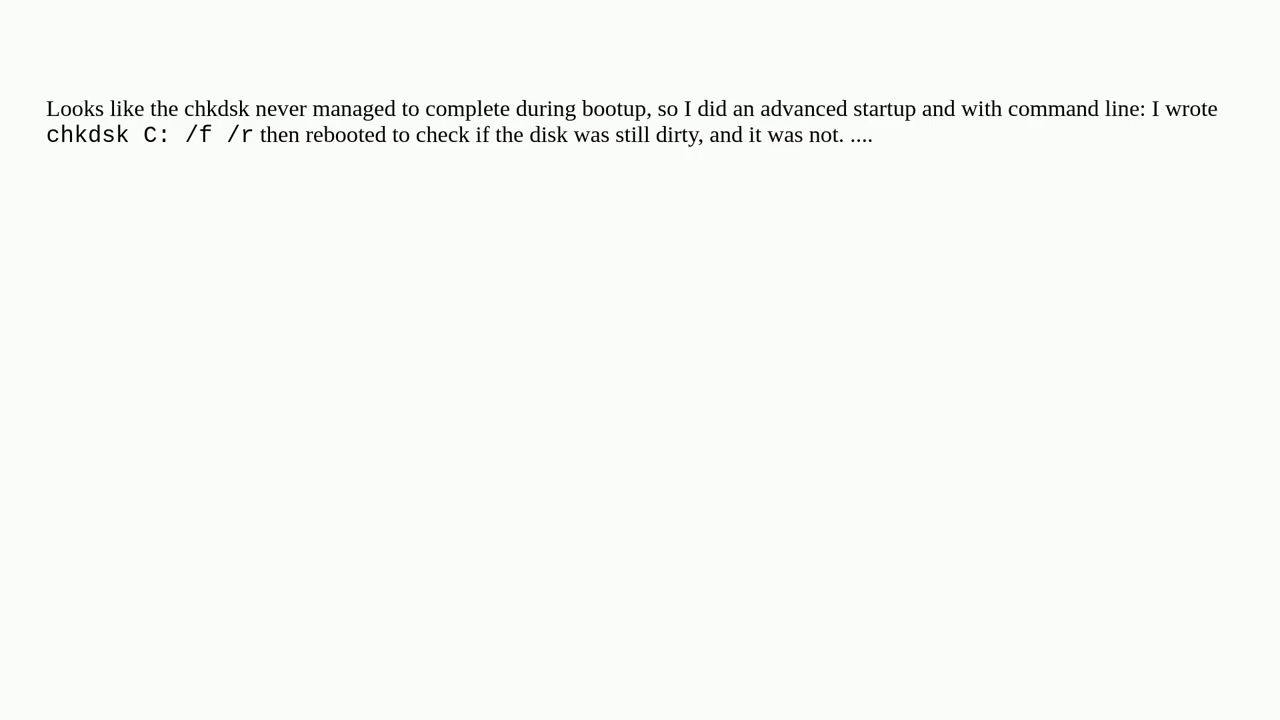 Looks like the chkdsk never managed to complete during bootup, so I did an advanced startup and with command line: I wrote
chkdsk C: /f /r then rebooted to check if the disk was still dirty, and it was not. ....